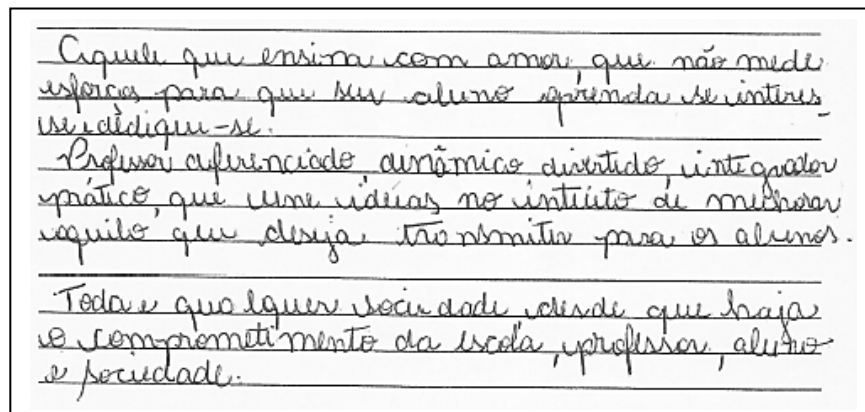 Aquele que ensina com amor, que não mede
esforços para que seu aluno aprenda se interes-
se e dedique-se.
Professor diferenciado, dinâmico divertido, integrador
prático, que une ideias no intuito de melhorar
aquilo que deseja transmitir para os alunos.
Toda e qualquer sociedade, desde que haja
o comprometimento da escola, professor, aluno
e sociedade.